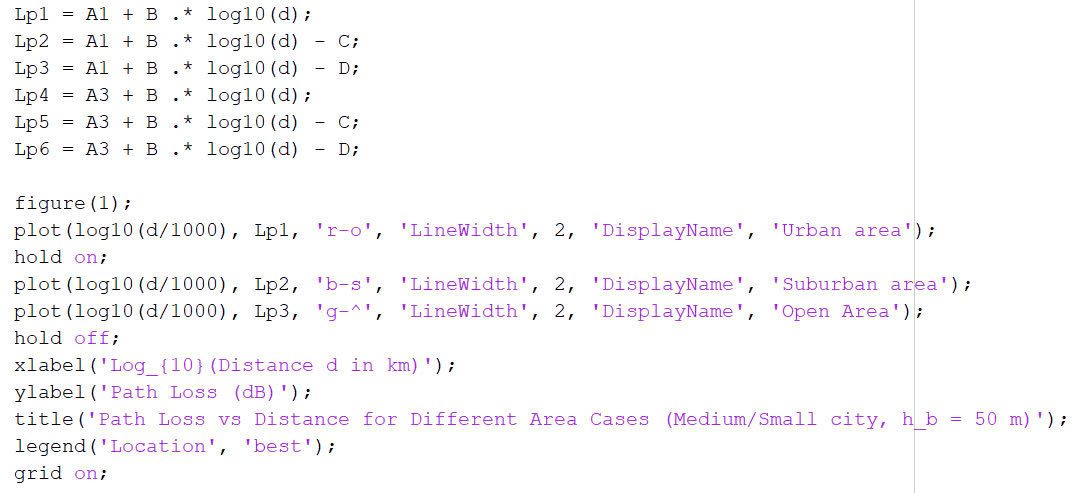 Lp1 = A1 + B .* log10(d);
Lp2 = A1 + B .* log10(d) - C;
Lp3 = A1 + B .* log10(d) - D;
Lp4 = A3 + B .* log10(d);
Lp5 = A3 + B .* log10(d) - C;
Lp6 = A3 + B .* log10(d) - D;
figure(1);
plot(log10(d/1000), Lp1, 'r-o', 'LineWidth', 2, 'DisplayName', 'Urban area');
hold on;
plot(log10(d/1000), Lp2, 'b-s', 'LineWidth', 2, 'DisplayName', 'Suburban area');
plot(log10(d/1000), Lp3, 'g-^', 'LineWidth', 2, 'DisplayName', 'Open Area');
hold off;
xlabel('Log_{10}(Distance d in km)');
ylabel('Path Loss (dB)');
title('Path Loss vs Distance for Different Area Cases (Medium/Small city, h_b = 50 m)');
legend('Location', 'best');
grid on;